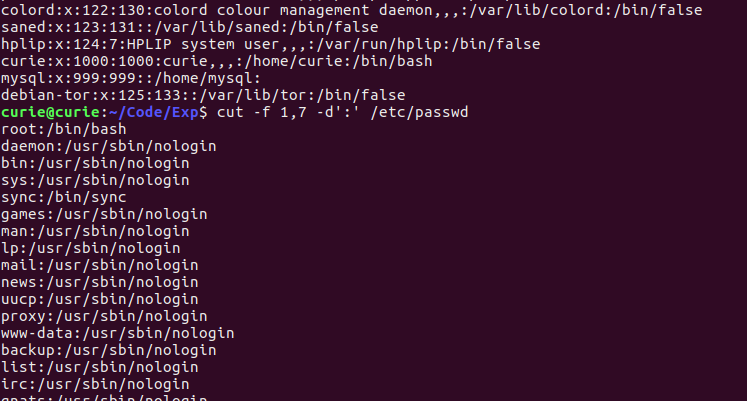 colord:x:122:130:colord colour management daemon,,,:/var/lib/colord:/bin/false
saned:x:123:131::/var/lib/saned:/bin/false
hplip:x:124:7:HPLIP system user,,,:/var/run/hplip:/bin/false
curie:x:1000:1000:curie,,,:/home/curie:/bin/bash
mysql:x:999:999::/home/mysql:
debian-tor:x:125:133::/var/lib/tor:/bin/false
curie@curie:~/Code/Exp$ cut -f 1,7 -d':' /etc/passwd
root:/bin/bash
daemon:/usr/sbin/nologin
bin:/usr/sbin/nologin
sys:/usr/sbin/nologin
sync:/bin/sync
games:/usr/sbin/nologin
man:/usr/sbin/nologin
lp:/usr/sbin/nologin
mail:/usr/sbin/nologin
news:/usr/sbin/nologin
uucp:/usr/sbin/nologin
proxy:/usr/sbin/nologin
www-data:/usr/sbin/nologin
backup:/usr/sbin/nologin
list:/usr/sbin/nologin
irc:/usr/sbin/nologin
gnats:/usr/sbin/nologin